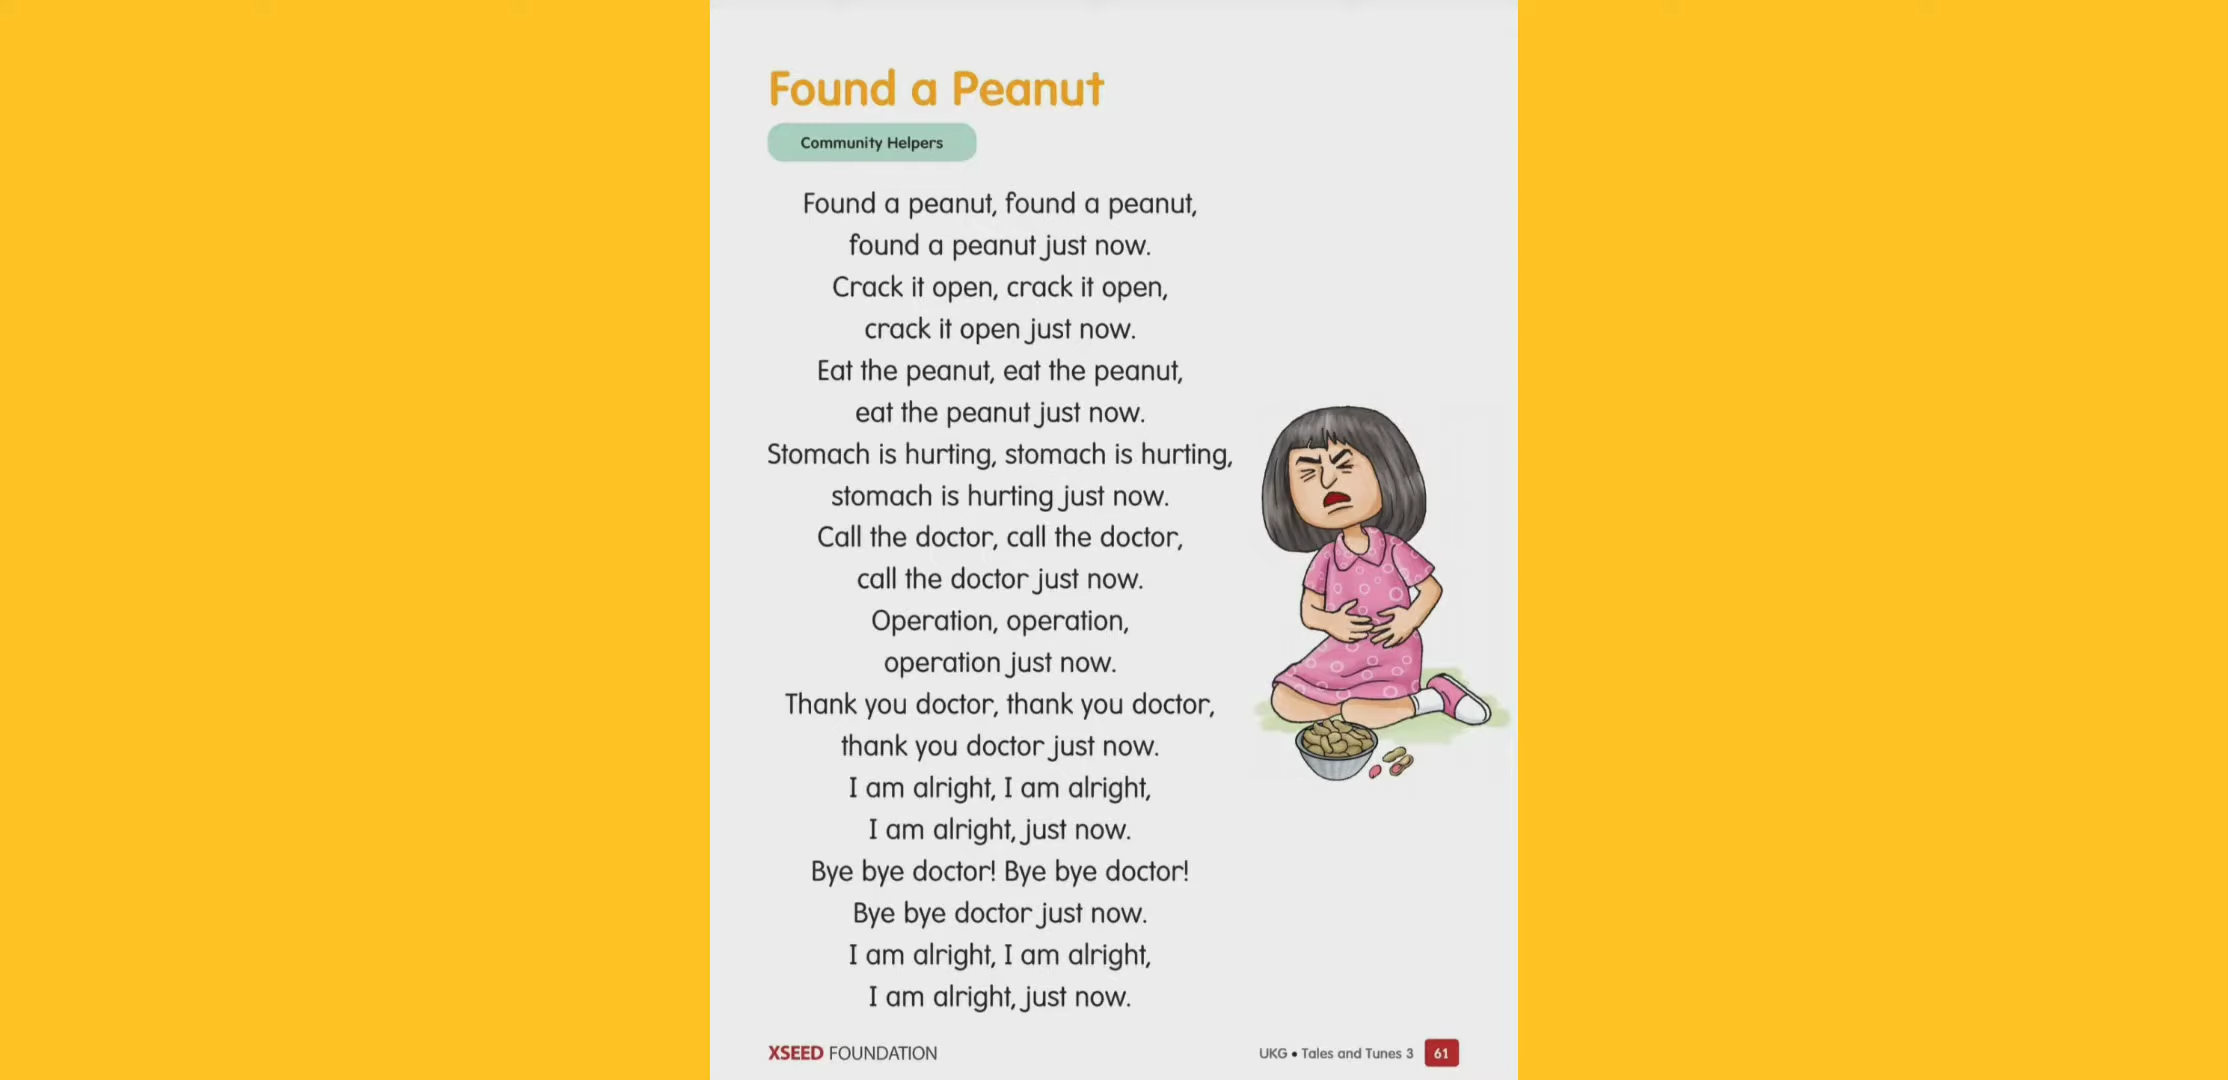 Found a Peanut
Community Helpers
Found a peanut, found a peanut,
found a peanut just now.
Crack it open, crack it open,
crack it open just now.
Eat the peanut, eat the peanut,
eat the peanut just now.
Stomach is hurting, stomach is hurting,
stomach is hurting just now.
Call the doctor, call the doctor,
call the doctor just now.
Operation, operation,
operation just now.
Thank you doctor, thank you doctor,
thank you doctor just now.
I am alright, I am alright,
I am alright, just now.
Bye bye doctor! Bye bye doctor!
Bye bye doctor just now.
I am alright, I am alright,
I am alright, just now.
XSEED FOUNDATION
UKG • Tales and Tunes 3 61